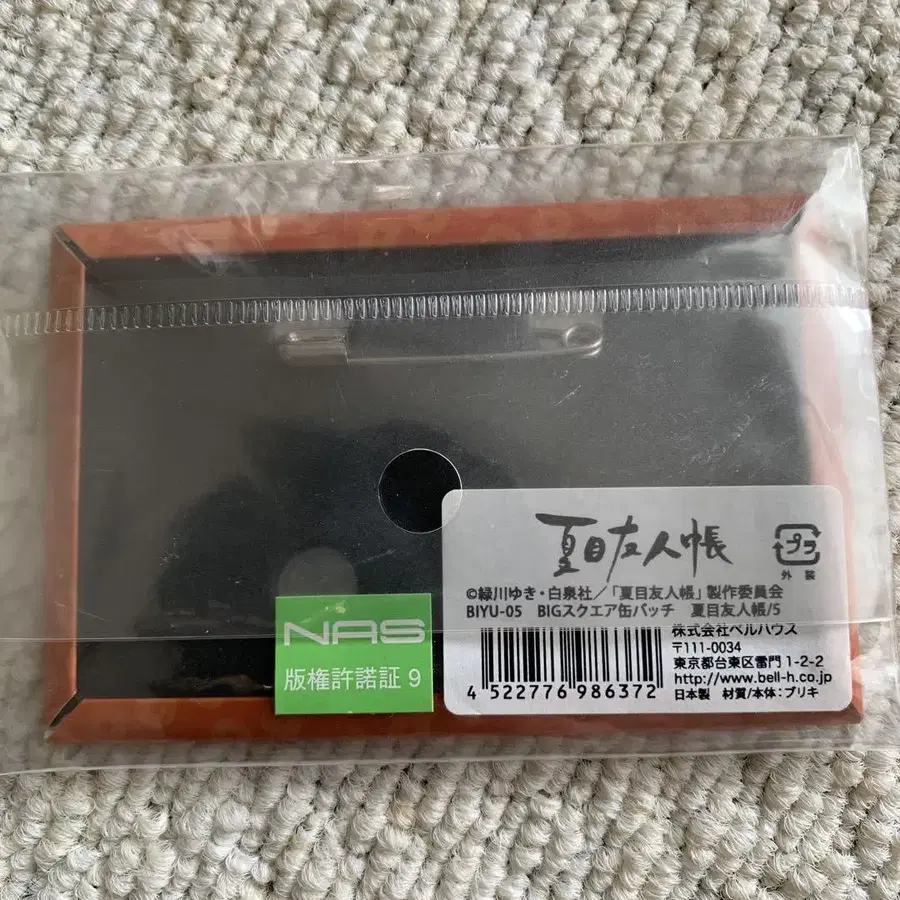 夏目友人帳
プラ
外装
©緑川ゆき・白泉社/「夏目友人帳」製作委員会
BIYU-05 BIGスクエア缶バッチ 夏目友人帳/5
株式会社ベルハウス
〒111-0034
東京都台東区雷門 1-2-2
http://www.bell-h.co.jp
日本製 材質/本体:ブリキ
4 522776 986372
NAS
版権許諾証 9